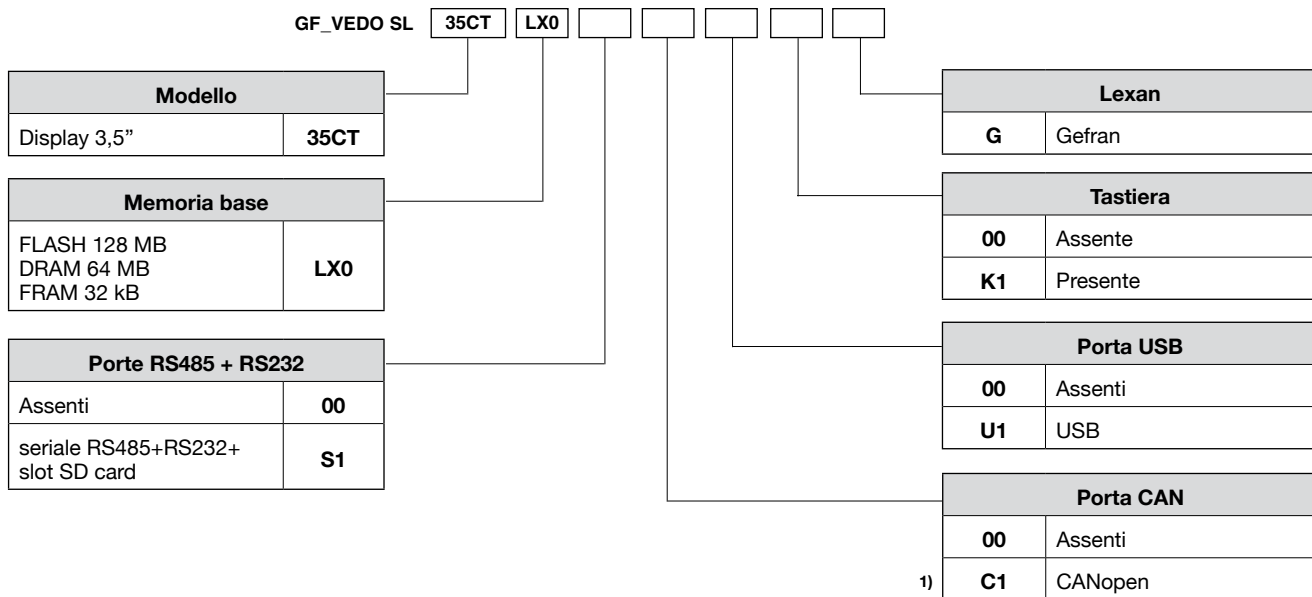 GF_VEDO SL 35CT LX0
Modello
Display 3,5” 35CT
Memoria base
FLASH 128 MB
DRAM 64 MB
FRAM 32 kB
LX0
Porte RS485 + RS232
Assenti 00
seriale RS485+RS232+
slot SD card
S1
Lexan
G Gefran
Tastiera
00 Assente
K1 Presente
Porta USB
00 Assenti
U1 USB
Porta CAN
00 Assenti
1) C1 CANopen